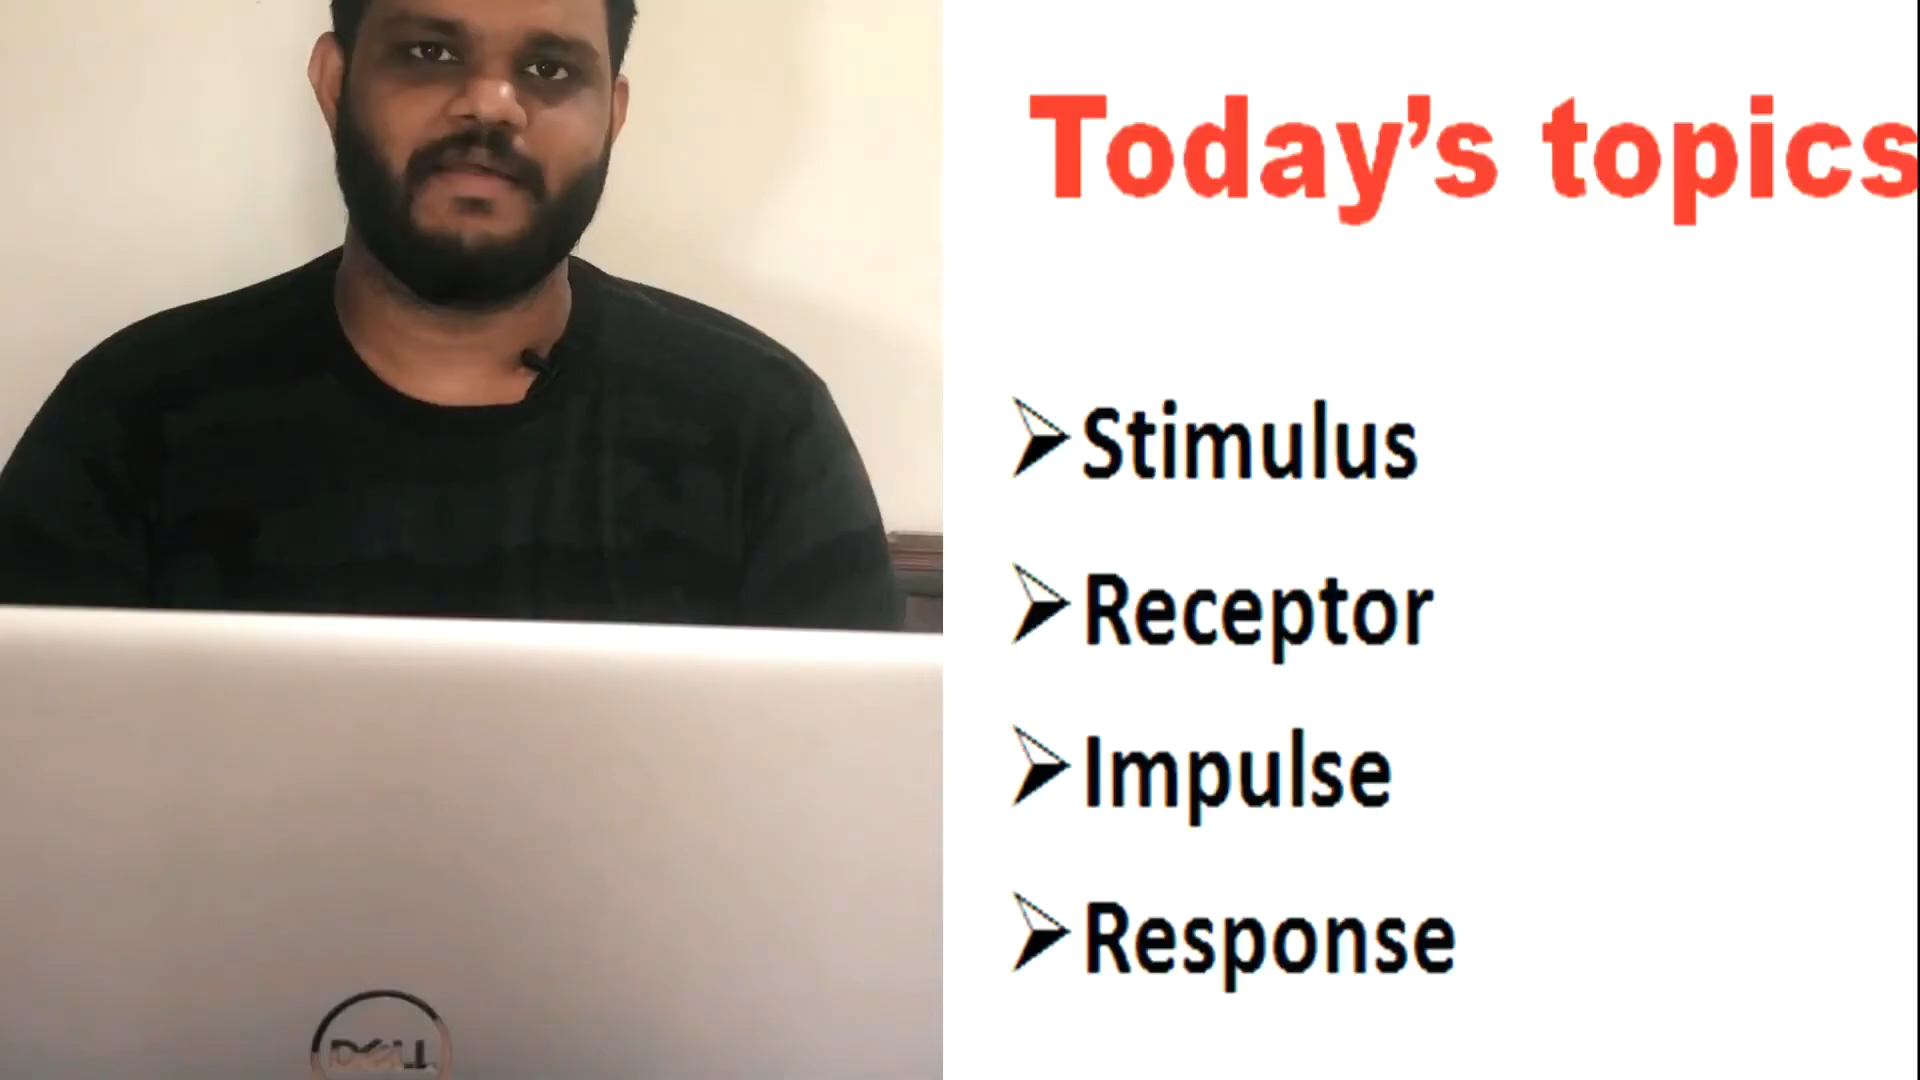 Today's topics
Stimulus
Receptor
Impulse
Response
DELL